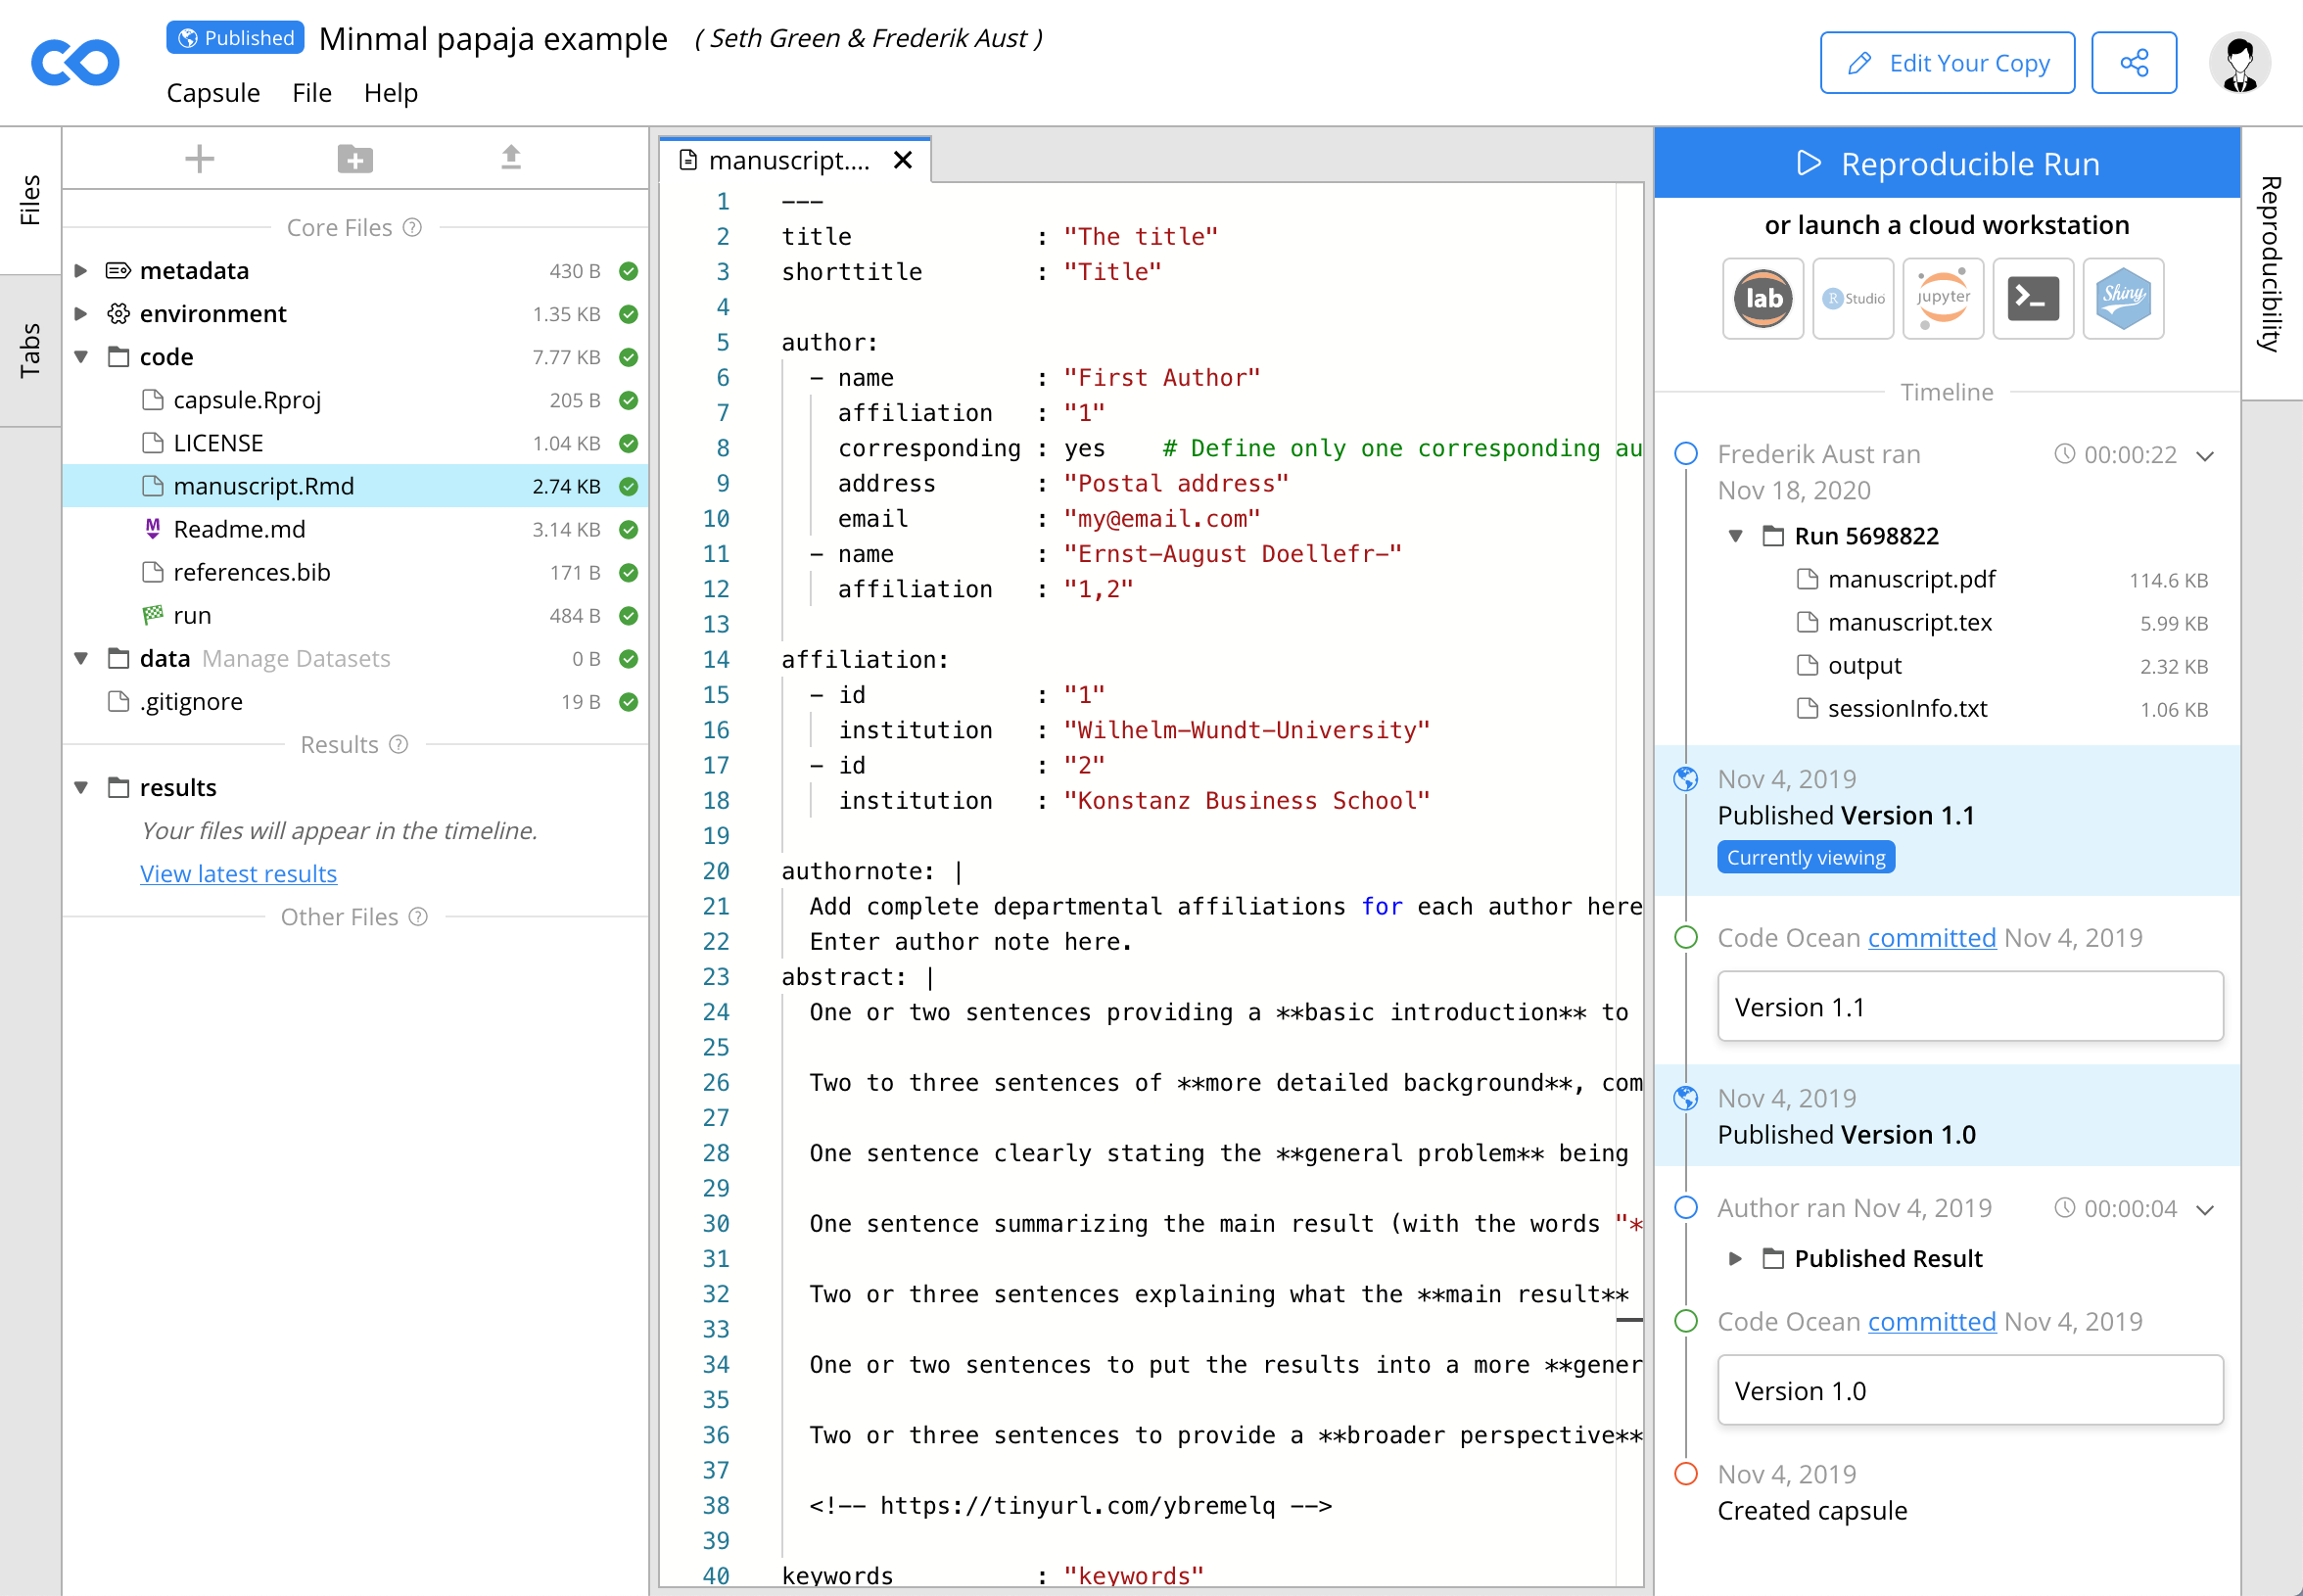 Published Minmal papaja example ( Seth Green & Frederik Aust )
Capsule File Help
Edit Your Copy
Files
Tabs
Core Files
metadata 430 B
environment 1.35 KB
code 7.77 KB
capsule.Rproj 205 B
LICENSE 1.04 KB
manuscript.Rmd 2.74 KB
Readme.md 3.14 KB
references.bib 171 B
run 484 B
data Manage Datasets 0 B
.gitignore 19 B
Results
results
Your files will appear in the timeline.
View latest results
Other Files
manuscript....
1 ---
2 title : "The title"
3 shorttitle : "Title"
4
5 author:
6 - name : "First Author"
7 affiliation : "1"
8 corresponding : yes # Define only one corresponding au
9 address : "Postal address"
10 email : "my@email.com"
11 - name : "Ernst-August Doellefr-"
12 affiliation : "1,2"
13
14 affiliation:
15 - id : "1"
16 institution : "Wilhelm-Wundt-University"
17 - id : "2"
18 institution : "Konstanz Business School"
19
20 authornote: |
21 Add complete departmental affiliations for each author here
22 Enter author note here.
23 abstract: |
24 One or two sentences providing a **basic introduction** to
25
26 Two to three sentences of **more detailed background**, com
27
28 One sentence clearly stating the **general problem** being
29
30 One sentence summarizing the main result (with the words "*
31
32 Two or three sentences explaining what the **main result**
33
34 One or two sentences to put the results into a more **gener
35
36 Two or three sentences to provide a **broader perspective**
37
38 <!-- https://tinyurl.com/ybremelq -->
39
40 keywords : "keywords"
Reproducible Run
or launch a cloud workstation
lab
R Studio
jupyter
>_
Shiny
Timeline
Frederik Aust ran 00:00:22
Nov 18, 2020
Run 5698822
manuscript.pdf 114.6 KB
manuscript.tex 5.99 KB
output 2.32 KB
sessionInfo.txt 1.06 KB
Nov 4, 2019
Published Version 1.1
Currently viewing
Code Ocean committed Nov 4, 2019
Version 1.1
Nov 4, 2019
Published Version 1.0
Author ran Nov 4, 2019 00:00:04
Published Result
Code Ocean committed Nov 4, 2019
Version 1.0
Nov 4, 2019
Created capsule
Reproducibility